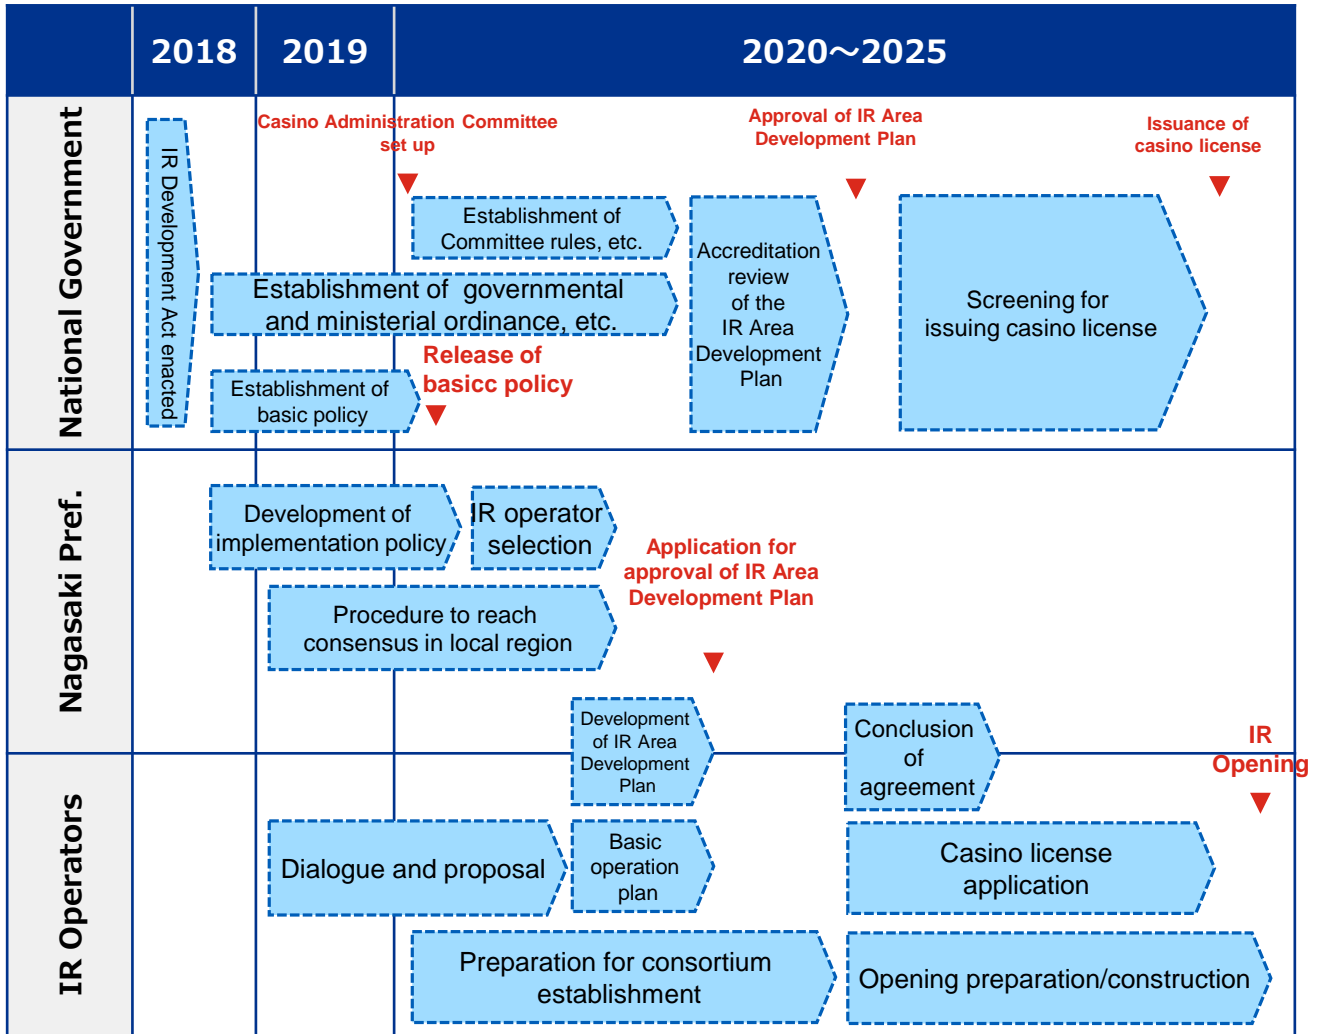 2018
2019
2020～2025
National Government
IR Development Act enacted
Casino Administration Committee
set up
Approval of IR Area
Development Plan
Issuance of
casino license
Establishment of
Committee rules, etc.
Establishment of  governmental
and ministerial ordinance, etc.
Establishment of
basic policy
Release of
basicc policy
Accreditation
review
of the
IR Area
Development
Plan
Screening for
issuing casino license
Nagasaki Pref.
Development of
implementation policy
IR operator
selection
Procedure to reach
consensus in local region
Application for
approval of IR Area
Development Plan
Development
of IR Area
Development
Plan
Conclusion
of
agreement
IR
Opening
IR Operators
Dialogue and proposal
Basic
operation
plan
Casino license
application
Preparation for consortium
establishment
Opening preparation/construction